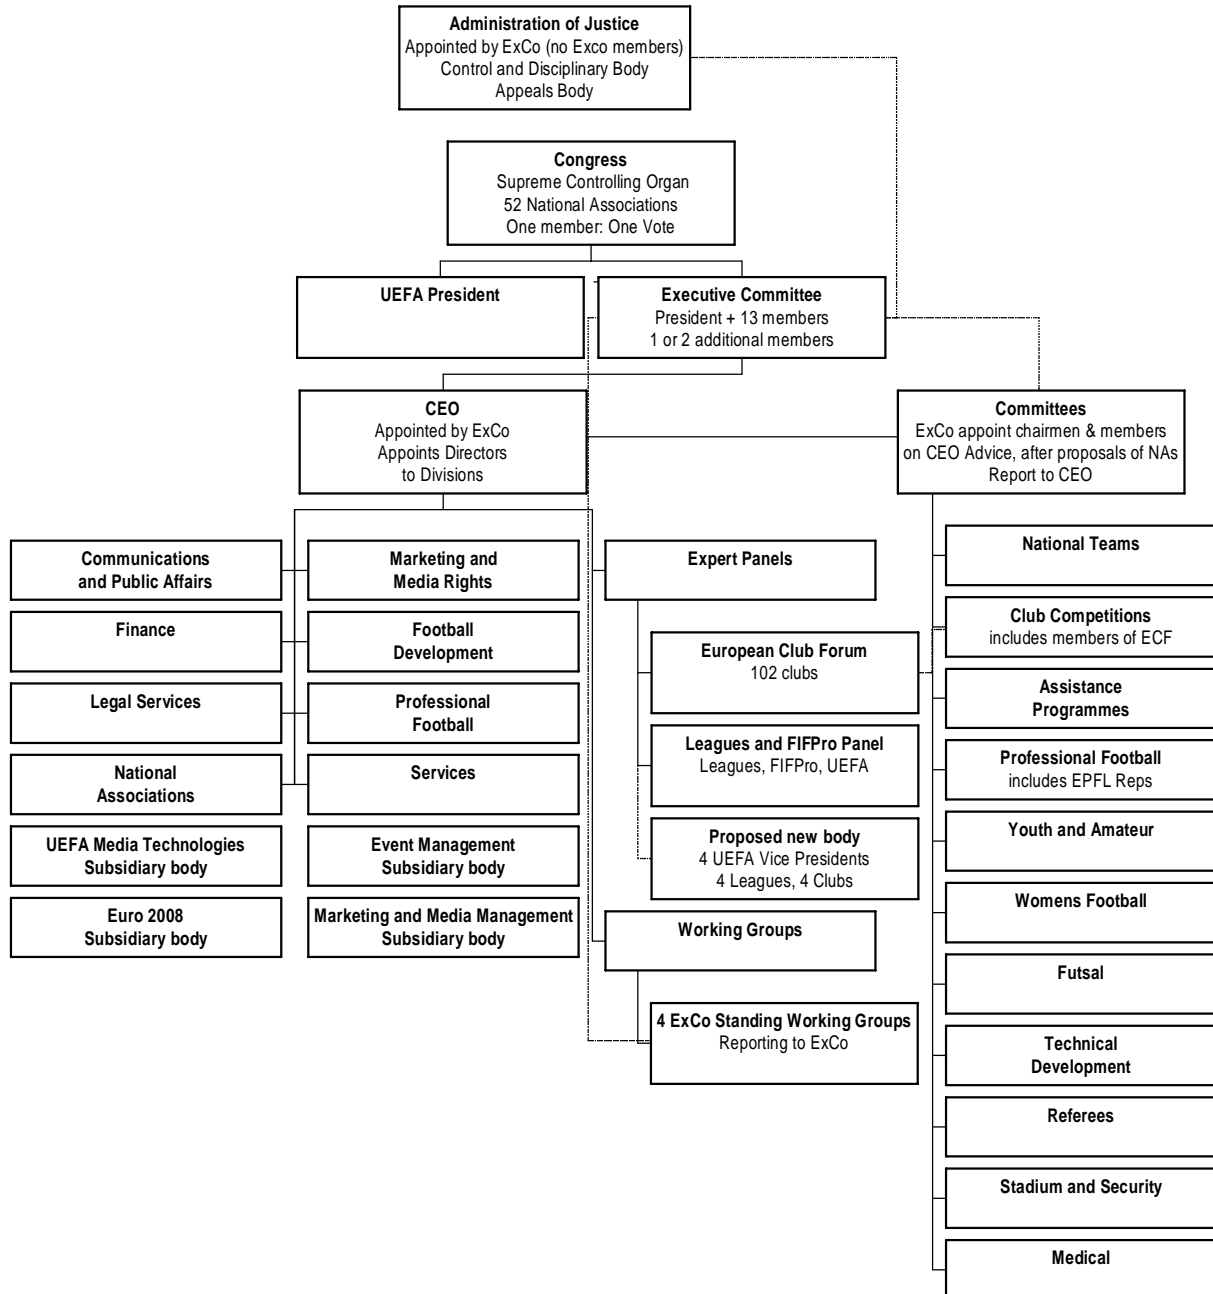 Administration of Justice
Appointed by ExCo (no Exco members)
Control and Disciplinary Body
Appeals Body
Congress
Supreme Controlling Organ
52 National Associations
One member: One Vote
UEFA President
Executive Committee
President + 13 members
1 or 2 additional members
CEO
Appointed by ExCo
Appoints Directors
to Divisions
Committees
ExCo appoint chairmen & members
on CEO Advice, after proposals of NAs
Report to CEO
Communications
and Public Affairs
Marketing and
Media Rights
Finance
Football
Development
Legal Services
Professional
Football
National
Associations
Services
UEFA Media Technologies
Subsidiary body
Event Management
Subsidiary body
Euro 2008
Subsidiary body
Marketing and Media Management
Subsidiary body
Expert Panels
European Club Forum
102 clubs
Leagues and FIFPro Panel
Leagues, FIFPro, UEFA
Proposed new body
4 UEFA Vice Presidents
4 Leagues, 4 Clubs
Working Groups
4 ExCo Standing Working Groups
Reporting to ExCo
National Teams
Club Competitions
includes members of ECF
Assistance
Programmes
Professional Football
includes EPFL Reps
Youth and Amateur
Womens Football
Futsal
Technical
Development
Referees
Stadium and Security
Medical